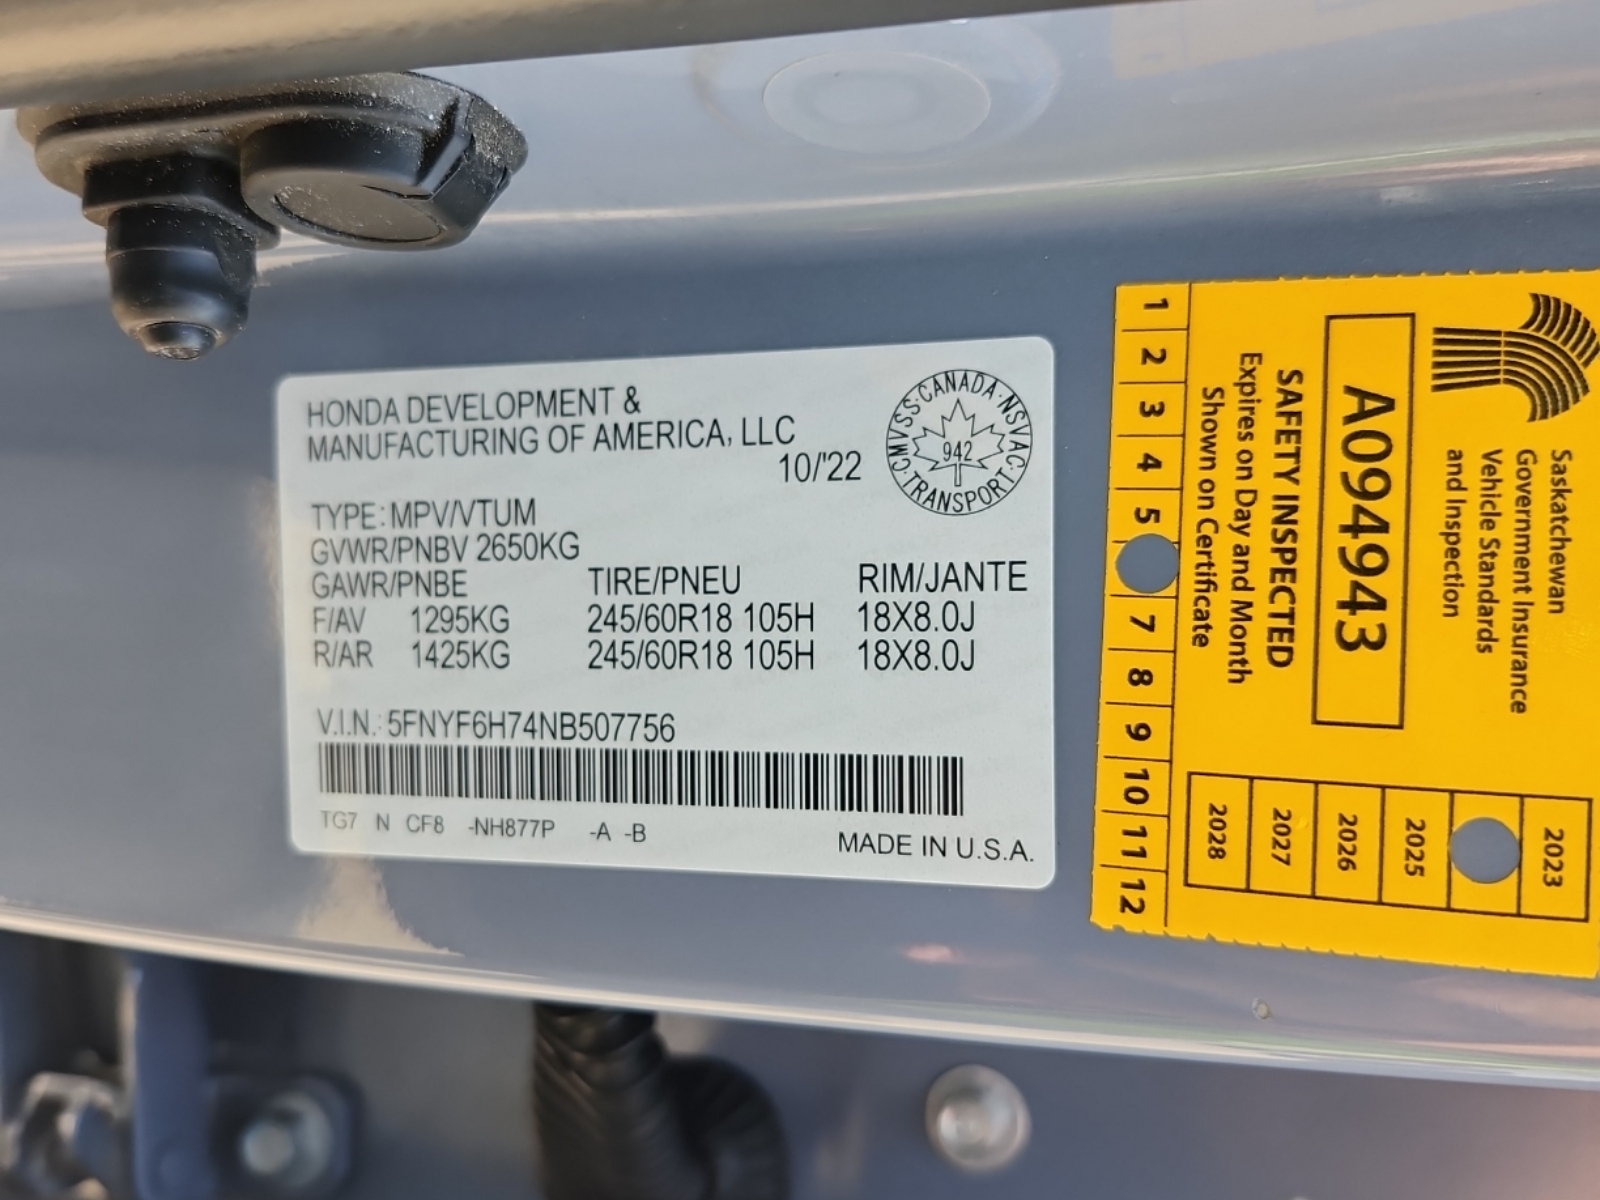 HONDA DEVELOPMENT &
MANUFACTURING OF AMERICA, LLC
10/'22
CMVSS·CANADA·NSVAC·TRANSPORT·
942
TYPE: MPV/VTUM
GVWR/PNBV 2650KG
GAWR/PNBE TIRE/PNEU RIM/JANTE
F/AV 1295KG 245/60R18 105H 18X8.0J
R/AR 1425KG 245/60R18 105H 18X8.0J
V.I.N.: 5FNYF6H74NB507756
TG7 N CF8 -NH877P -A -B
MADE IN U.S.A.
Saskatchewan
Government Insurance
Vehicle Standards
and Inspection
A094943
SAFETY INSPECTED
Expires on Day and Month
Shown on Certificate
1 2 3 4 5 7 8 9 10 11 12
2023
2025
2026
2027
2028